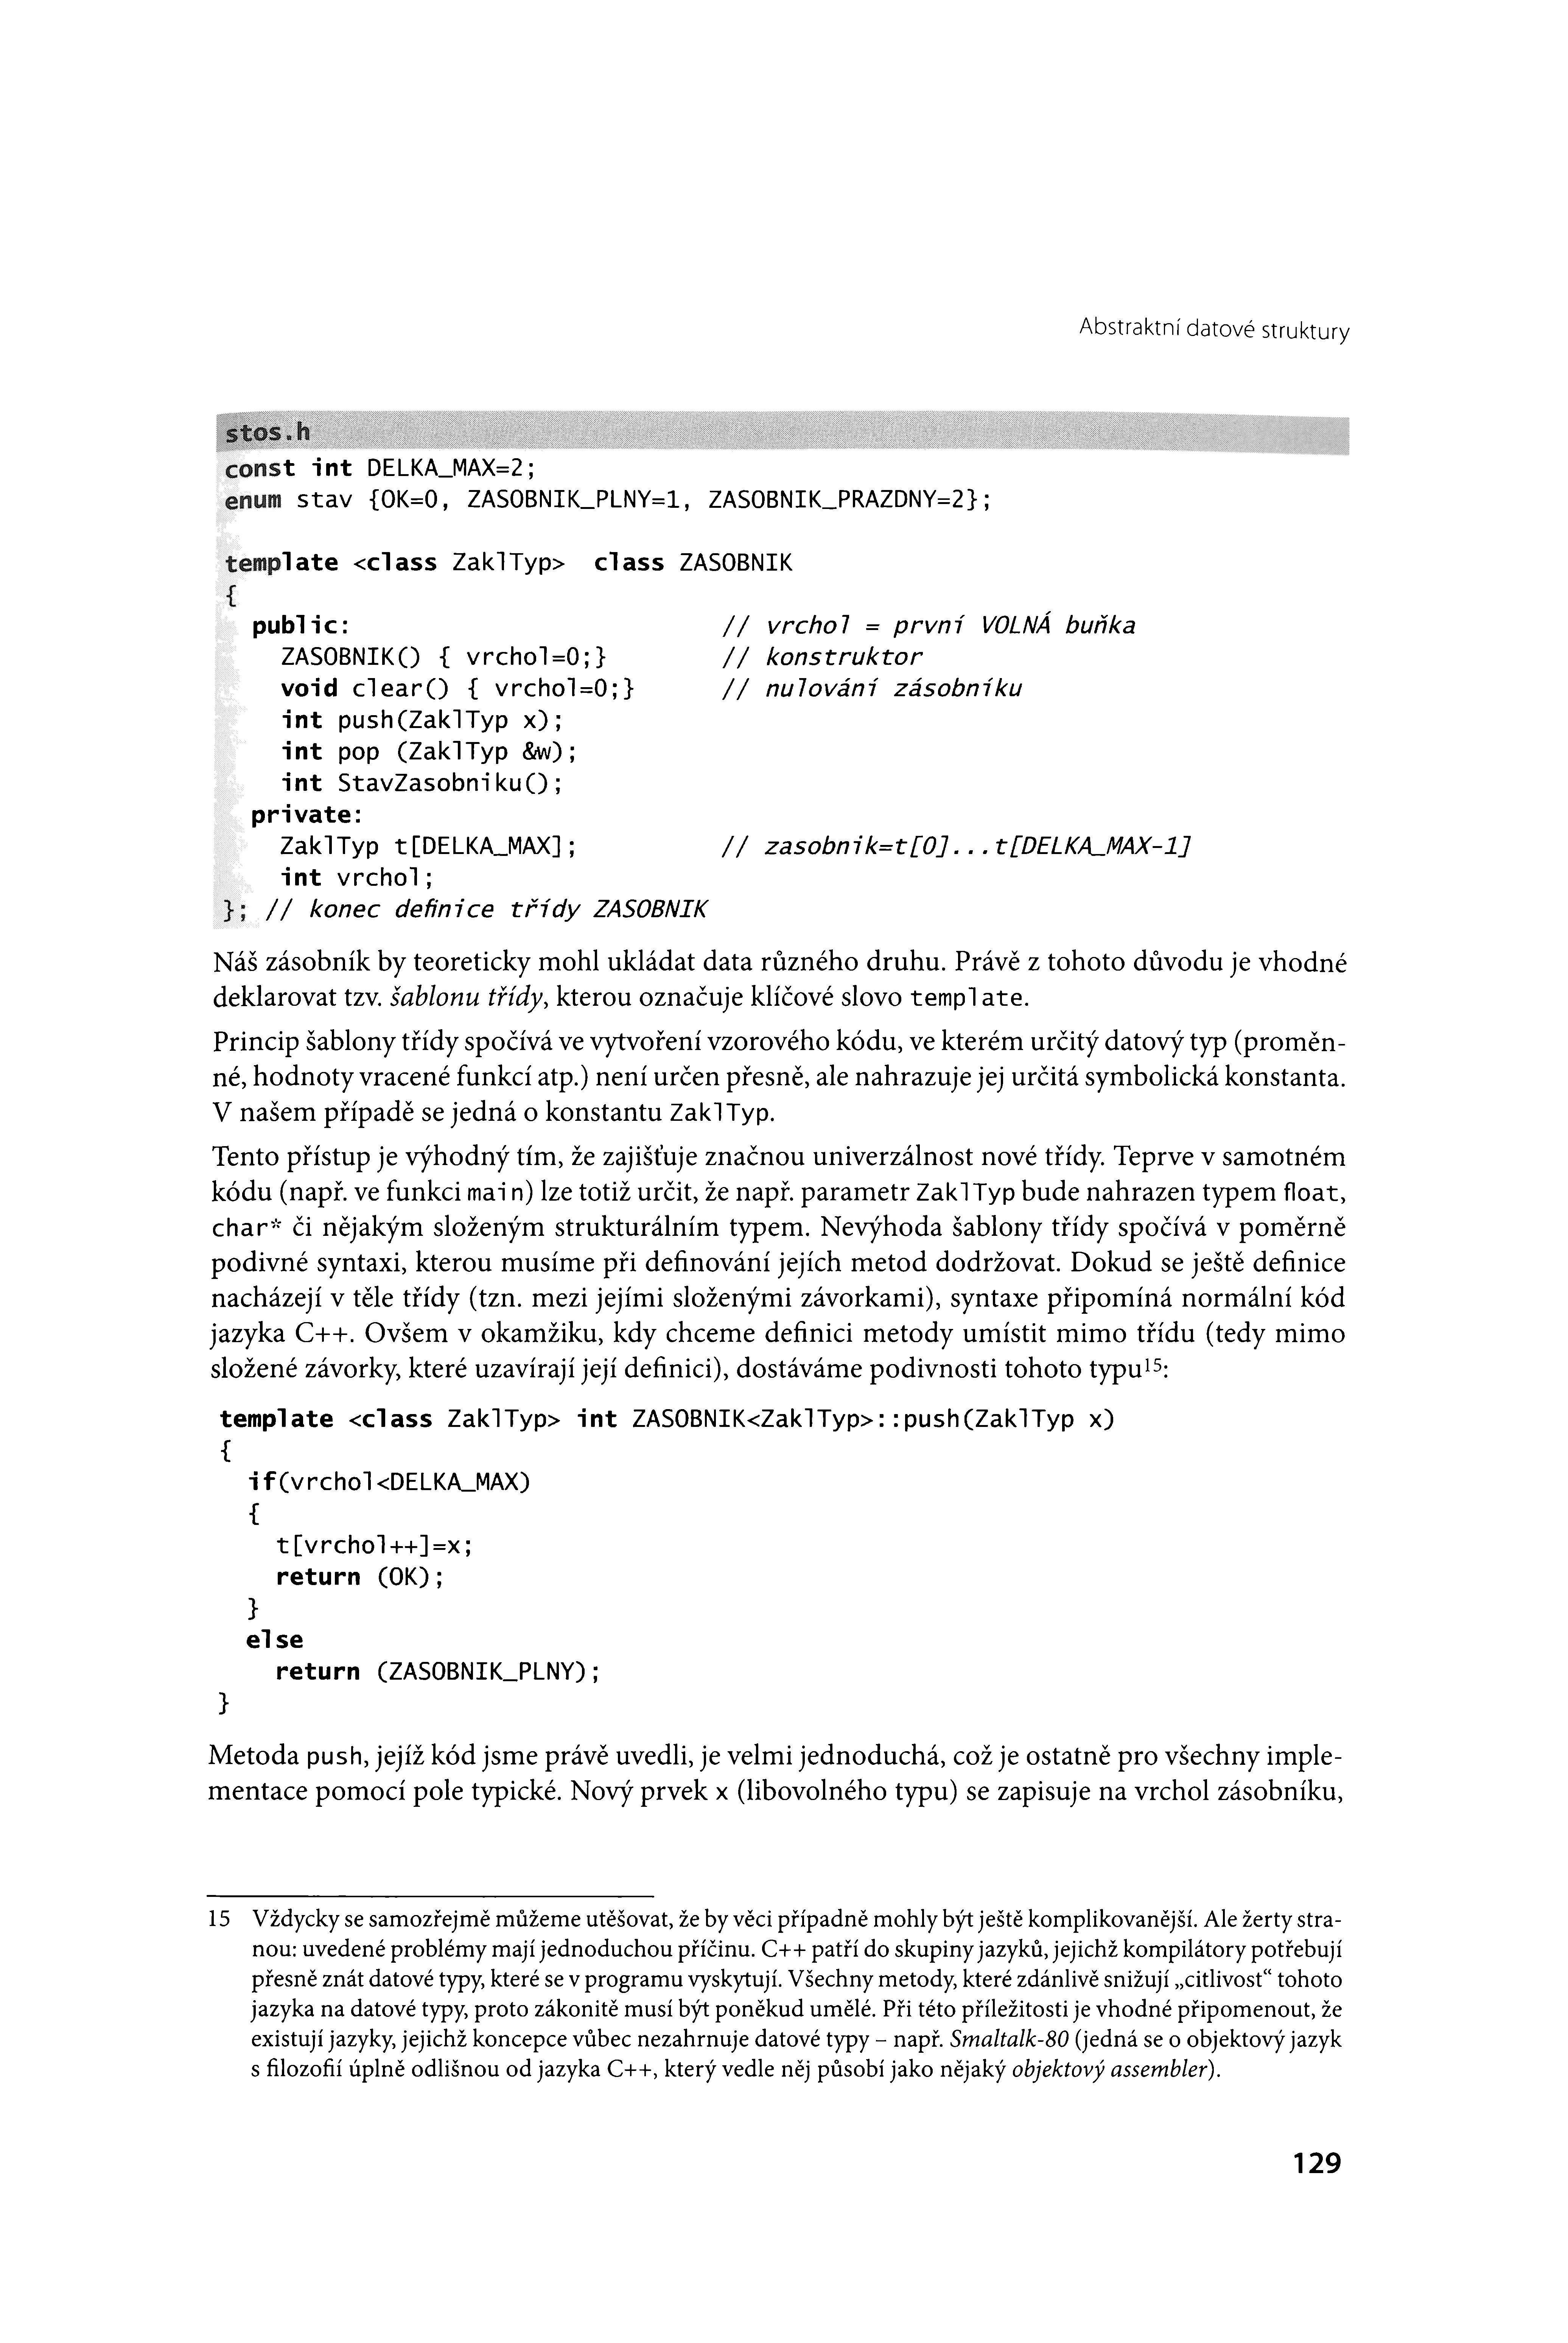 Abstraktní datové struktury
stos.h
const int DELKA_MAX=2;
enum stav {OK=0, ZASOBNIK_PLNY=1, ZASOBNIK_PRAZDNY=2};
template <class ZaklTyp>  class ZASOBNIK
{
public:                          // vrchol = první VOLNÁ buňka
ZASOBNIK() { vrchol=0;}        // konstruktor
void clear() { vrchol=0;}      // nulování zásobníku
int push(ZaklTyp x);
int pop (ZaklTyp &w);
int StavZasobniku();
private:
ZaklTyp t[DELKA_MAX];          // zasobnik=t[0]...t[DELKA_MAX-1]
int vrchol;
}; // konec definice třídy ZASOBNIK
Náš zásobník by teoreticky mohl ukládat data různého druhu. Právě z tohoto důvodu je vhodné
deklarovat tzv. šablonu třídy, kterou označuje klíčové slovo template.
Princip šablony třídy spočívá ve vytvoření vzorového kódu, ve kterém určitý datový typ (proměn-
né, hodnoty vracené funkcí atp.) není určen přesně, ale nahrazuje jej určitá symbolická konstanta.
V našem případě se jedná o konstantu ZaklTyp.
Tento přístup je výhodný tím, že zajišťuje značnou univerzálnost nové třídy. Teprve v samotném
kódu (např. ve funkci main) lze totiž určit, že např. parametr ZaklTyp bude nahrazen typem float,
char* či nějakým složeným strukturálním typem. Nevýhoda šablony třídy spočívá v poměrně
podivné syntaxi, kterou musíme při definování jejích metod dodržovat. Dokud se ještě definice
nacházejí v těle třídy (tzn. mezi jejími složenými závorkami), syntaxe připomíná normální kód
jazyka C++. Ovšem v okamžiku, kdy chceme definici metody umístit mimo třídu (tedy mimo
složené závorky, které uzavírají její definici), dostáváme podivnosti tohoto typu15:
template <class ZaklTyp> int ZASOBNIK<ZaklTyp>::push(ZaklTyp x)
{
if(vrchol<DELKA_MAX)
{
t[vrchol++]=x;
return (OK);
}
else
return (ZASOBNIK_PLNY);
}
Metoda push, jejíž kód jsme právě uvedli, je velmi jednoduchá, což je ostatně pro všechny imple-
mentace pomocí pole typické. Nový prvek x (libovolného typu) se zapisuje na vrchol zásobníku,
15 Vždycky se samozřejmě můžeme utěšovat, že by věci případně mohly být ještě komplikovanější. Ale žerty stra-
nou: uvedené problémy mají jednoduchou příčinu. C++ patří do skupiny jazyků, jejichž kompilátory potřebují
přesně znát datové typy, které se v programu vyskytují. Všechny metody, které zdánlivě snižují „citlivost“ tohoto
jazyka na datové typy, proto zákonitě musí být poněkud umělé. Při této příležitosti je vhodné připomenout, že
existují jazyky, jejichž koncepce vůbec nezahrnuje datové typy – např. Smaltalk-80 (jedná se o objektový jazyk
s filozofií úplně odlišnou od jazyka C++, který vedle něj působí jako nějaký objektový assembler).
129